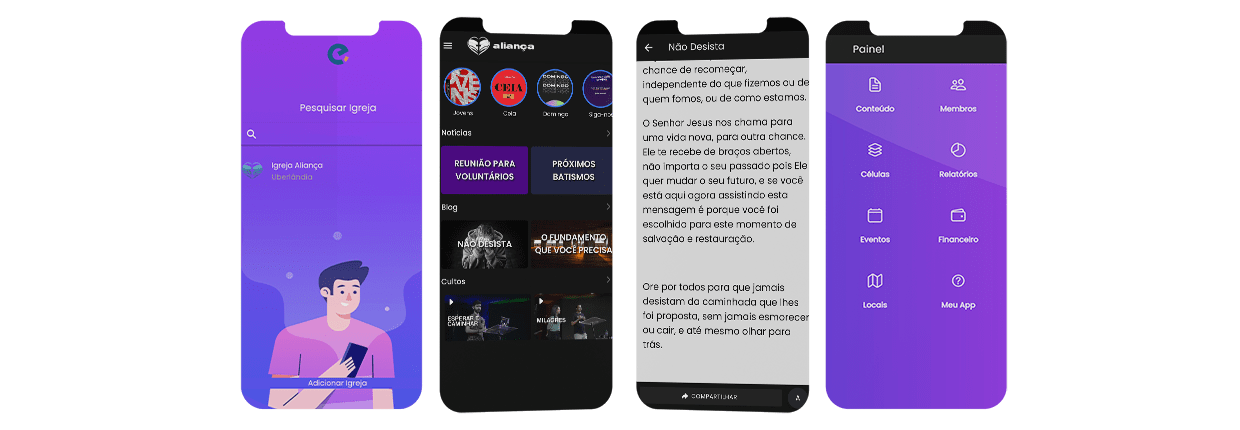 Pesquisar Igreja
Igreja Aliança
Uberlândia
Adicionar Igreja
aliança
CEIA
DOMINGO
Jovens
Ceia
Domingo
Siga-nos
Notícias
REUNIÃO PARA
VOLUNTÁRIOS
PRÓXIMOS
BATISMOS
Blog
NÃO DESISTA
O FUNDAMENTO
QUE VOCÊ PRECISA
Cultos
ESPERAR E
CAMINHAR
MILAGRES
Não Desista
chance de recomeçar,
independente do que fizemos ou de
quem fomos, ou de como estamos.
O Senhor Jesus nos chama para
uma vida nova, para outra chance.
Ele te recebe de braços abertos,
não importa o seu passado pois Ele
quer mudar o seu futuro, e se você
está aqui agora assistindo esta
mensagem é porque você foi
escolhido para este momento de
salvação e restauração.
Ore por todos para que jamais
desistam da caminhada que lhes
foi proposta, sem jamais esmorecer
ou cair, e até mesmo olhar para
trás.
COMPARTILHAR
A
Painel
Conteúdo
Membros
Células
Relatórios
Eventos
Financeiro
Locais
Meu App